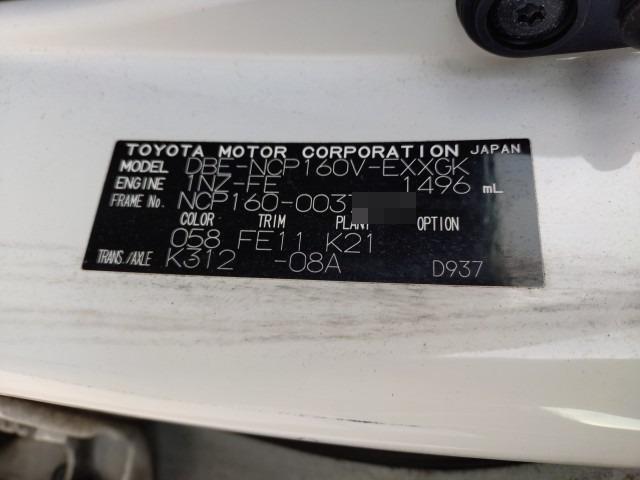 TOYOTA MOTOR CORPORATION JAPAN
MODEL DBE-NCP160V-EXXGK
ENGINE 1NZ-FE 1496 mL
FRAME No. NCP160-003
COLOR TRIM PLANT OPTION
058 FE11 K21
TRANS./AXLE K312 -08A D937